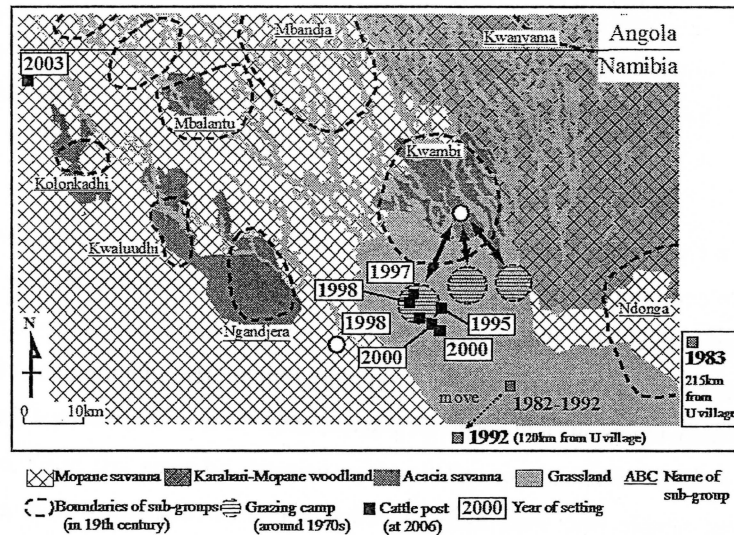 Mbandja
Kwanyama
Angola
Namibia
2003
Mbalantu
Kwambi
Kolonkadhi
Kwaluudhi
1997
1998
Ndonga
Ngandjera
1998
1995
2000
2000
N
0 10km
move
1982-1992
1992 (120km from U village)
1983
215km
from
U village
Mopane savanna Karahari-Mopane woodland Acacia savanna Grassland ABC Name of
sub-group
Boundaries of sub-groups Grazing camp Cattle post 2000 Year of setting
(in 19th century) (around 1970s) (at 2006)